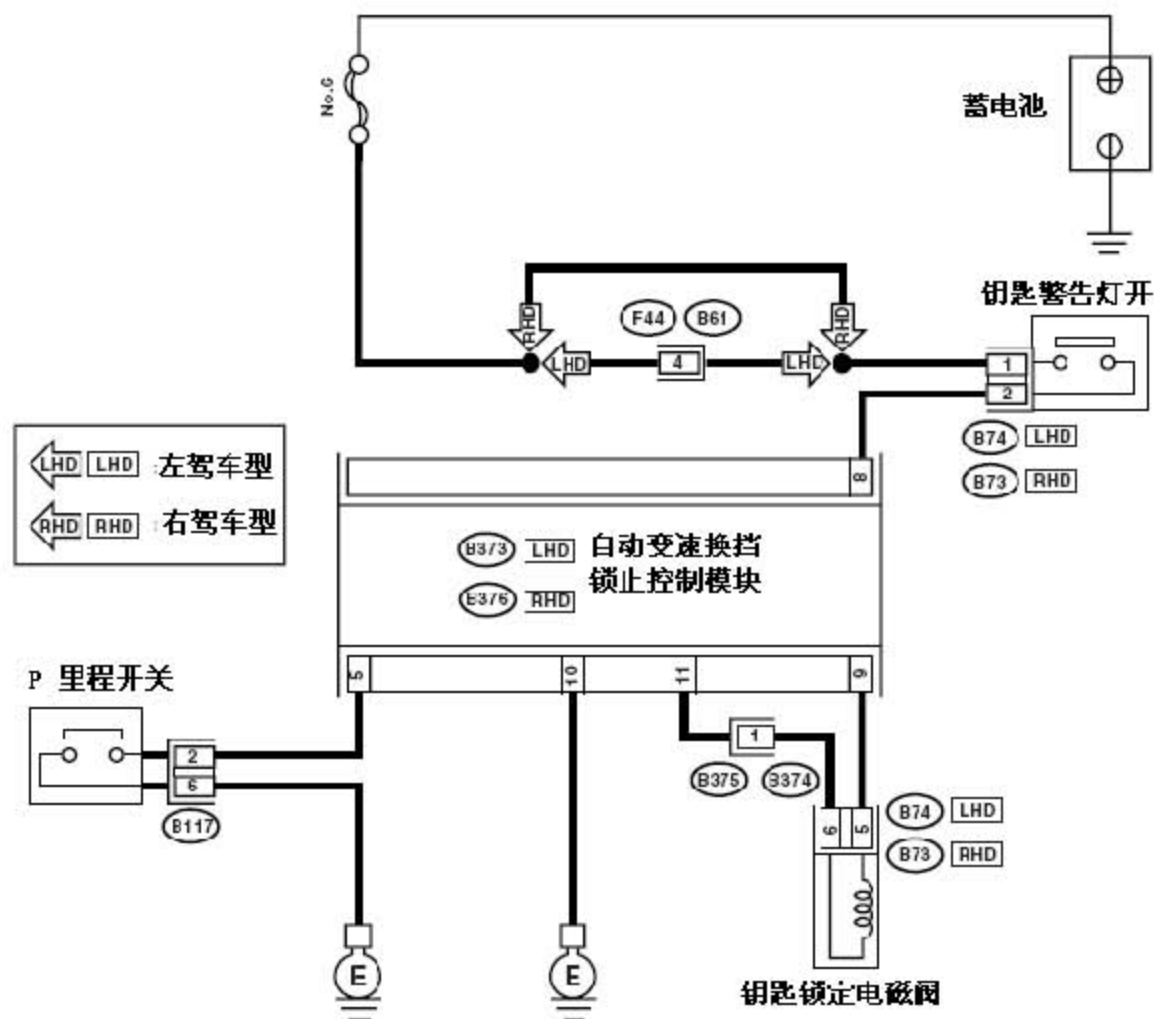 No.6
蓄电池
钥匙警告灯开
RHD
F44
B61
RHD
LHD
4
LHD
1
2
B74 LHD
B73 RHD
LHD LHD :左驾车型
RHD RHD :右驾车型
8
B373 LHD 自动变速换挡
B376 RHD 锁止控制模块
5
10
11
9
P 里程开关
2
6
B117
1
B375
B374
6
5
B74 LHD
B73 RHD
E
E
钥匙锁定电磁阀